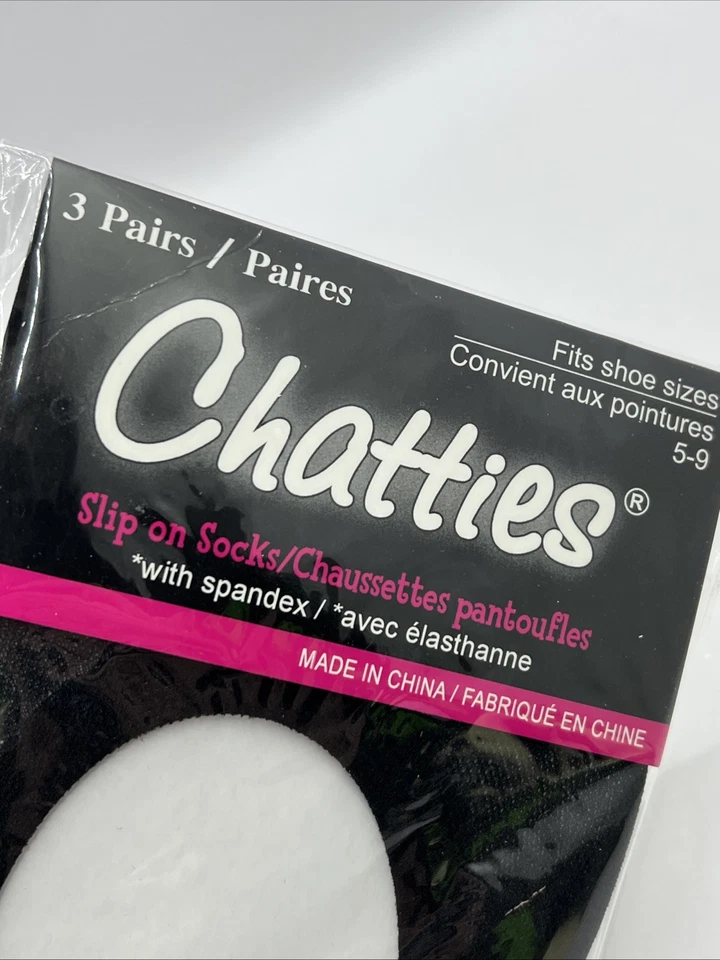 3 Pairs / Paires
Fits shoe sizes
Convient aux pointures
5-9
Chatties®
Slip on Socks/Chaussettes pantoufles
*with spandex / *avec élasthanne
MADE IN CHINA / FABRIQUÉ EN CHINE